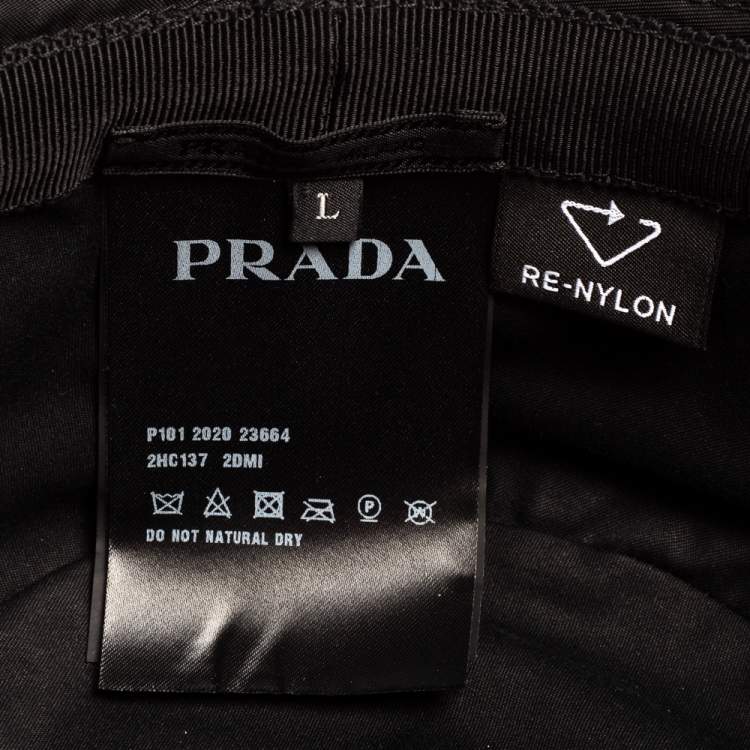 L
PRADA
RE-NYLON
P101 2020 23664
2HC137 2DMI
P
W
DO NOT NATURAL DRY